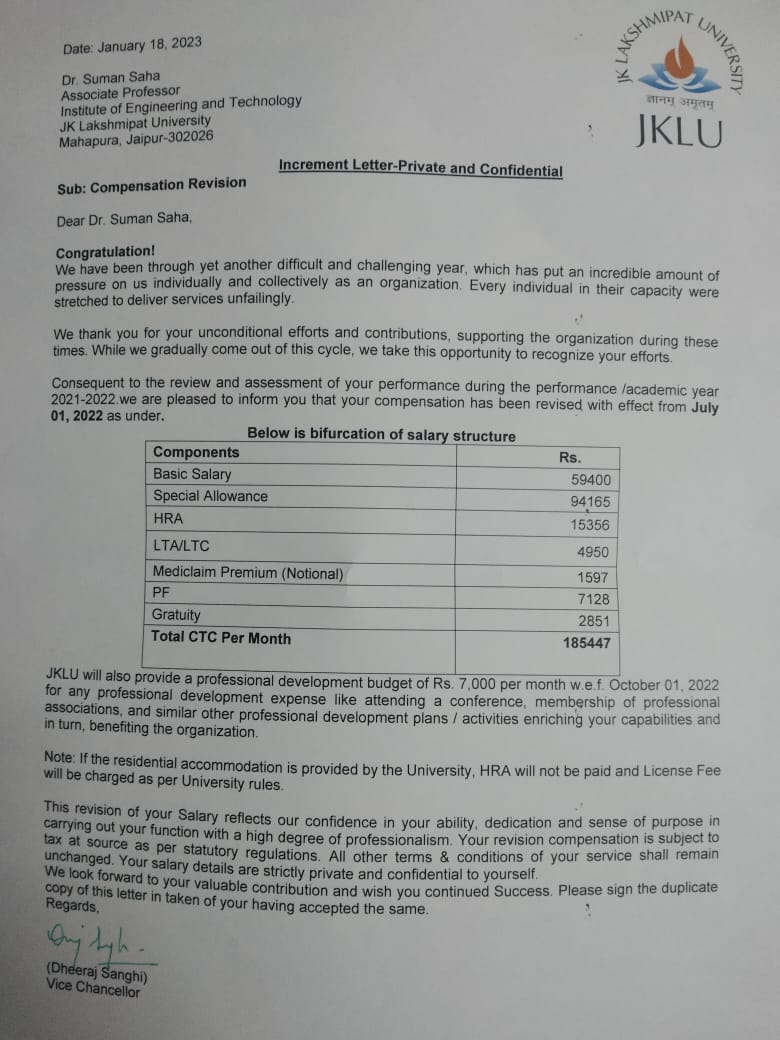 Date: January 18, 2023
JK LAKSHMIPAT UNIVERSITY
ज्ञानम् अमृतम्
JKLU
Dr. Suman Saha
Associate Professor
Institute of Engineering and Technology
JK Lakshmipat University
Mahapura, Jaipur-302026
Increment Letter-Private and Confidential
Sub: Compensation Revision
Dear Dr. Suman Saha,
Congratulation!
We have been through yet another difficult and challenging year, which has put an incredible amount of
pressure on us individually and collectively as an organization. Every individual in their capacity were
stretched to deliver services unfailingly.
We thank you for your unconditional efforts and contributions, supporting the organization during these
times. While we gradually come out of this cycle, we take this opportunity to recognize your efforts.
Consequent to the review and assessment of your performance during the performance /academic year
2021-2022.we are pleased to inform you that your compensation has been revised with effect from July
01, 2022 as under.
Below is bifurcation of salary structure
Components Rs.
Basic Salary 59400
Special Allowance 94165
HRA 15356
LTA/LTC 4950
Mediclaim Premium (Notional) 1597
PF 7128
Gratuity 2851
Total CTC Per Month 185447
JKLU will also provide a professional development budget of Rs. 7,000 per month w.e.f. October 01, 2022
for any professional development expense like attending a conference, membership of professional
associations, and similar other professional development plans / activities enriching your capabilities and
in turn, benefiting the organization.
Note: If the residential accommodation is provided by the University, HRA will not be paid and License Fee
will be charged as per University rules.
This revision of your Salary reflects our confidence in your ability, dedication and sense of purpose in
carrying out your function with a high degree of professionalism. Your revision compensation is subject to
tax at source as per statutory regulations. All other terms & conditions of your service shall remain
unchanged. Your salary details are strictly private and confidential to yourself.
We look forward to your valuable contribution and wish you continued Success. Please sign the duplicate
copy of this letter in taken of your having accepted the same.
Regards,
(Dheeraj Sanghi)
Vice Chancellor